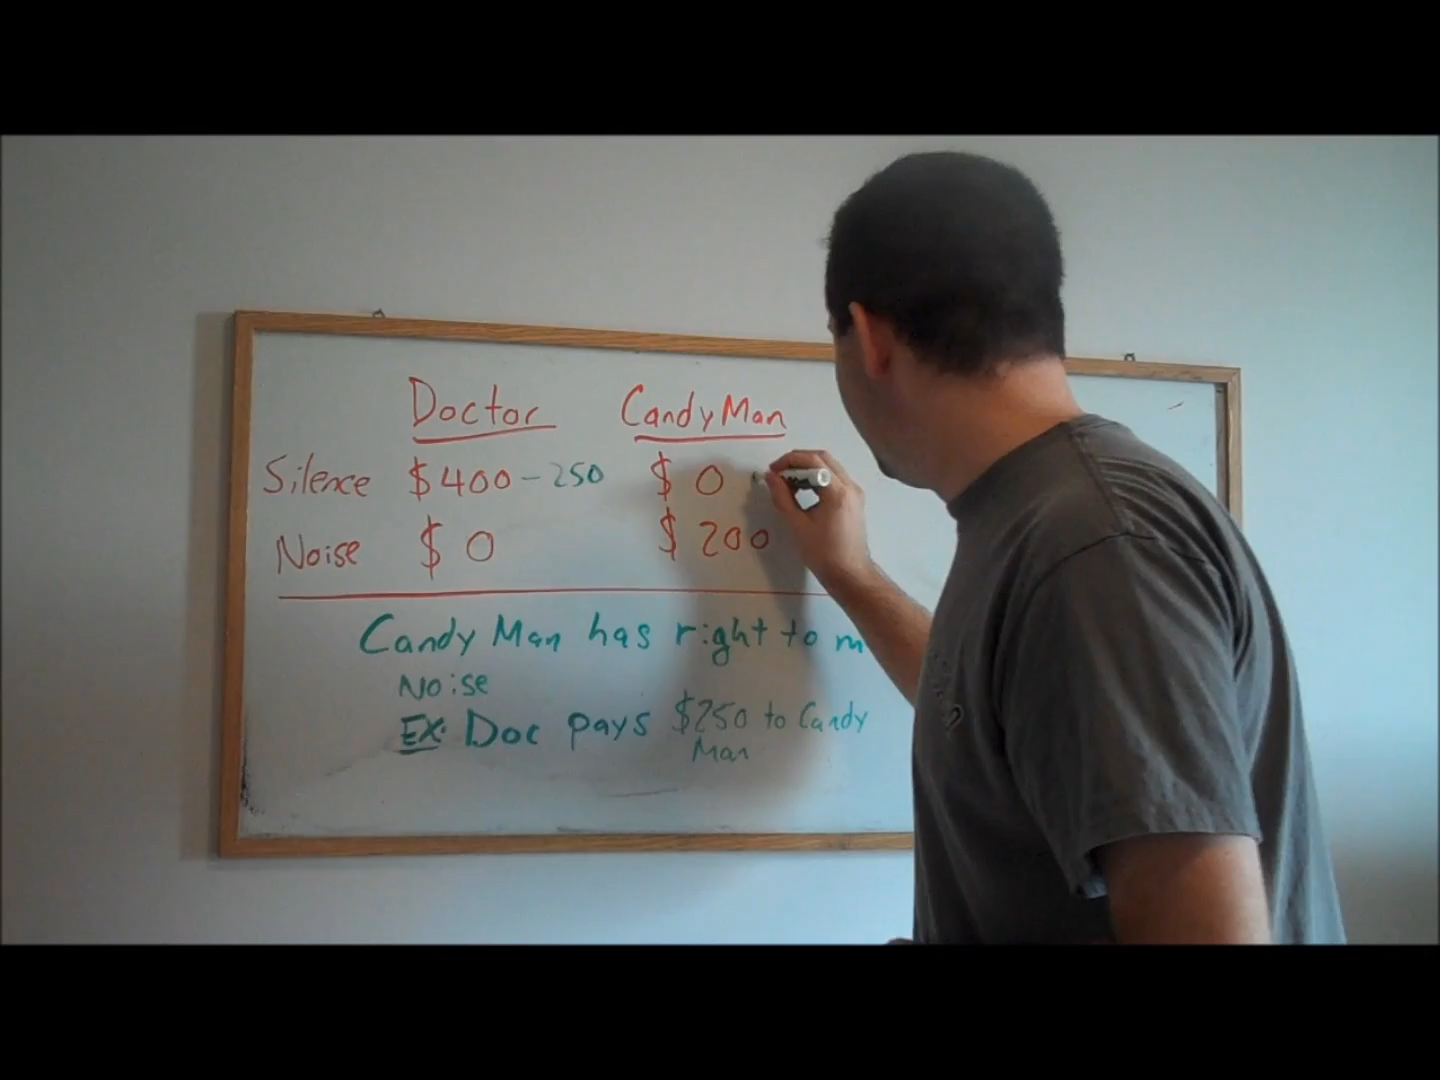 Doctor CandyMan
Silence $400-250 $ 0
Noise $ 0 $ 200
Candy Man has right to m
Noise
EX: Doc pays $250 to Candy
Man